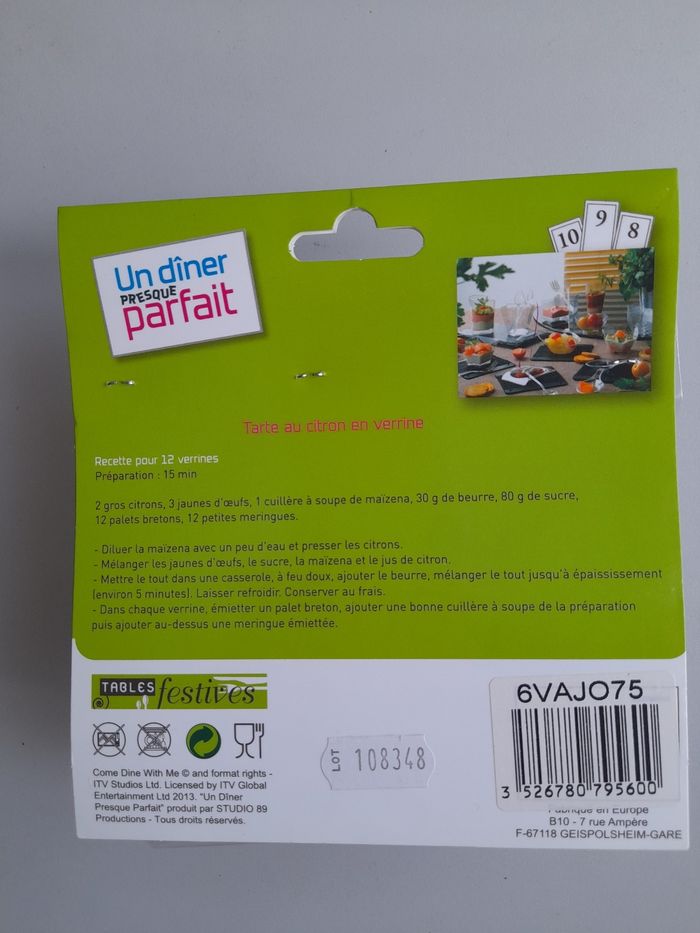 Un dîner
PRESQUE
parfait
10 9 8
Tarte au citron en verrine
Recette pour 12 verrines
Préparation : 15 min
2 gros citrons, 3 jaunes d'œufs, 1 cuillère à soupe de maïzena, 30 g de beurre, 80 g de sucre,
12 palets bretons, 12 petites meringues.
- Diluer la maïzena avec un peu d'eau et presser les citrons.
- Mélanger les jaunes d'œufs, le sucre, la maïzena et le jus de citron.
- Mettre le tout dans une casserole, à feu doux, ajouter le beurre, mélanger le tout jusqu'à épaississement
(environ 5 minutes). Laisser refroidir. Conserver au frais.
- Dans chaque verrine, émietter un palet breton, ajouter une bonne cuillère à soupe de la préparation
puis ajouter au-dessus une meringue émiettée.
TABLES festives
Come Dine With Me © and format rights -
ITV Studios Ltd. Licensed by ITV Global
Entertainment Ltd 2013. "Un Dîner
Presque Parfait" produit par STUDIO 89
Productions - Tous droits réservés.
LOT 108348
6VAJO75
3 526780 795600
Fabriqué en Europe
B10 - 7 rue Ampère
F-67118 GEISPOLSHEIM-GARE